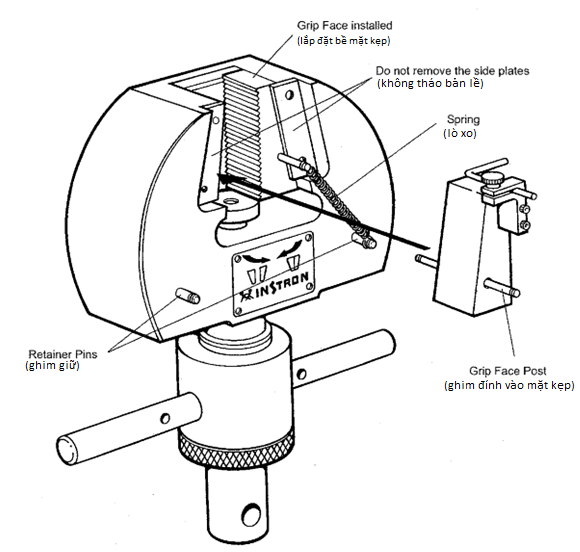 Grip Face installed
(lắp đặt bề mặt kẹp)
Do not remove the side plates
(không tháo bản lề)
Spring
(lò xo)
INSTRON
Retainer Pins
(ghim giữ)
Grip Face Post
(ghim đính vào mặt kẹp)